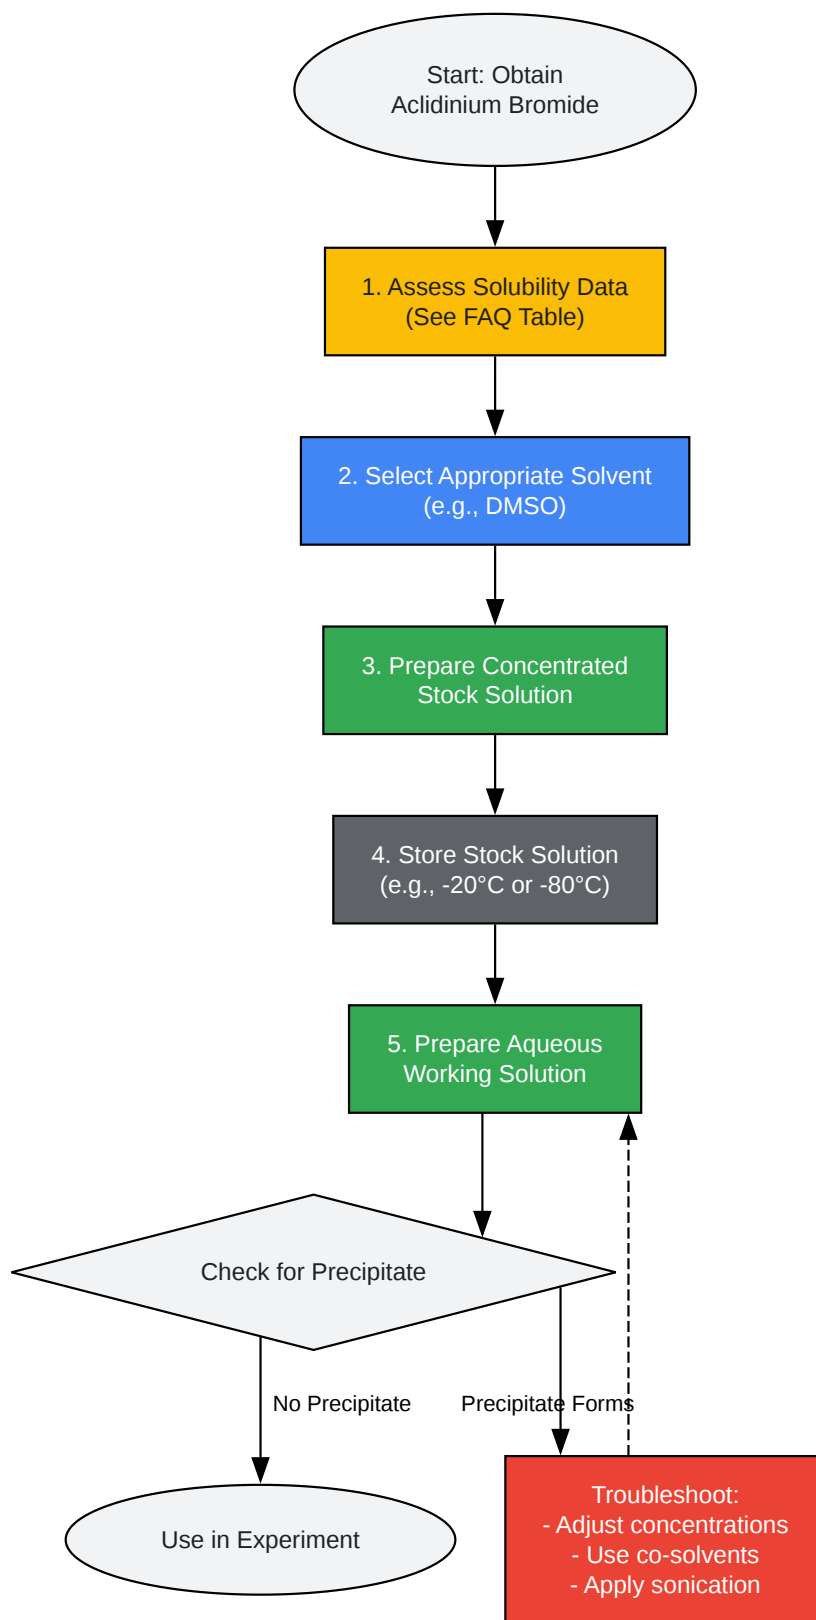 Start: Obtain
Aclidinium Bromide
1. Assess Solubility Data
(See FAQ Table)
2. Select Appropriate Solvent
(e.g., DMSO)
3. Prepare Concentrated
Stock Solution
4. Store Stock Solution
(e.g., -20°C or -80°C)
5. Prepare Aqueous
Working Solution
Check for Precipitate
No Precipitate
Precipitate Forms
Use in Experiment
Troubleshoot:
- Adjust concentrations
- Use co-solvents
- Apply sonication